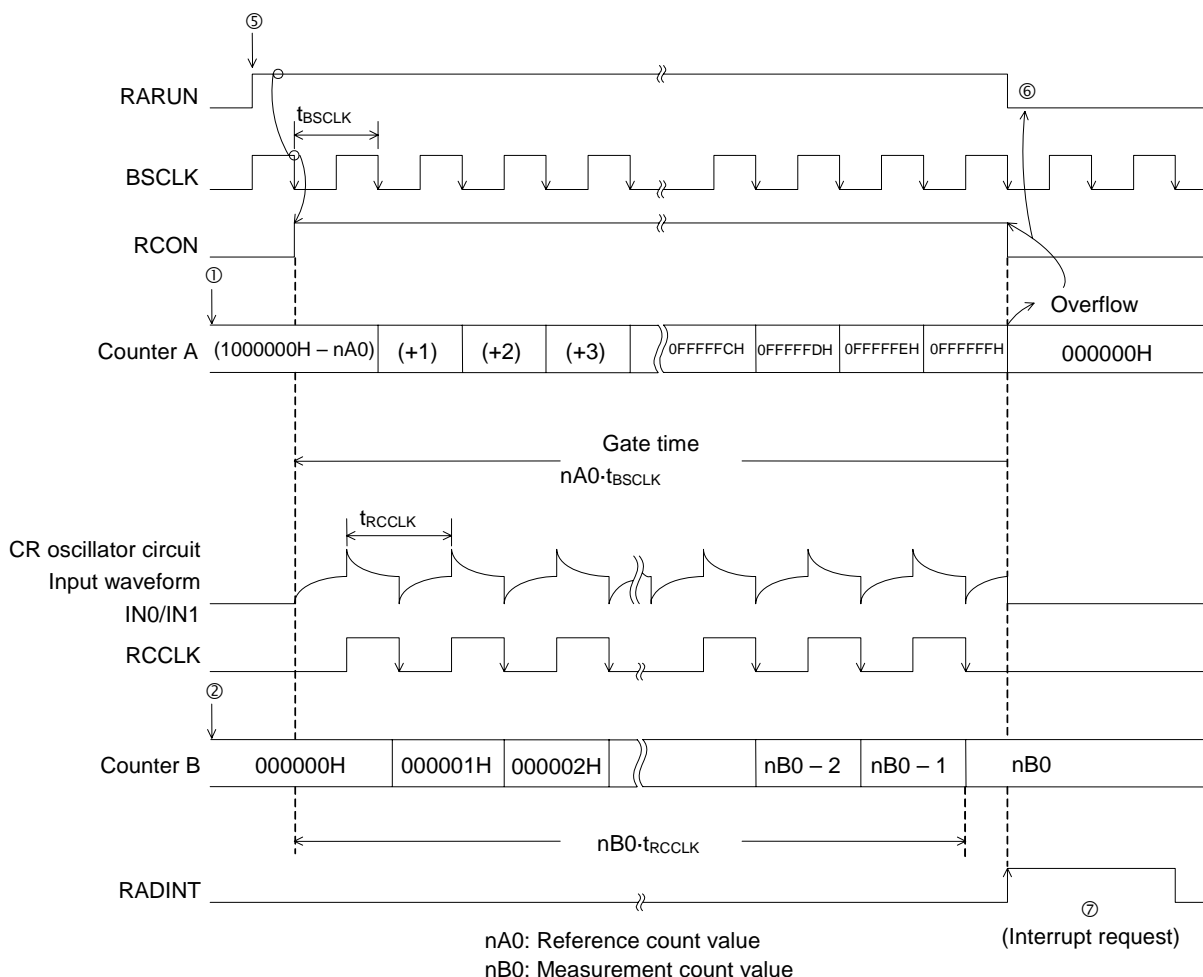 ⑤
RARUN
⑥
tBSCLK
BSCLK
RCON
①
Overflow
Counter A (1000000H – nA0) (+1) (+2) (+3) 0FFFFFCH 0FFFFFDH 0FFFFFEH 0FFFFFFH 000000H
Gate time
nA0·tBSCLK
tRCCLK
CR oscillator circuit
Input waveform
IN0/IN1
RCCLK
②
Counter B 000000H 000001H 000002H nB0 – 2 nB0 – 1 nB0
nB0·tRCCLK
RADINT
⑦
(Interrupt request)
nA0: Reference count value
nB0: Measurement count value